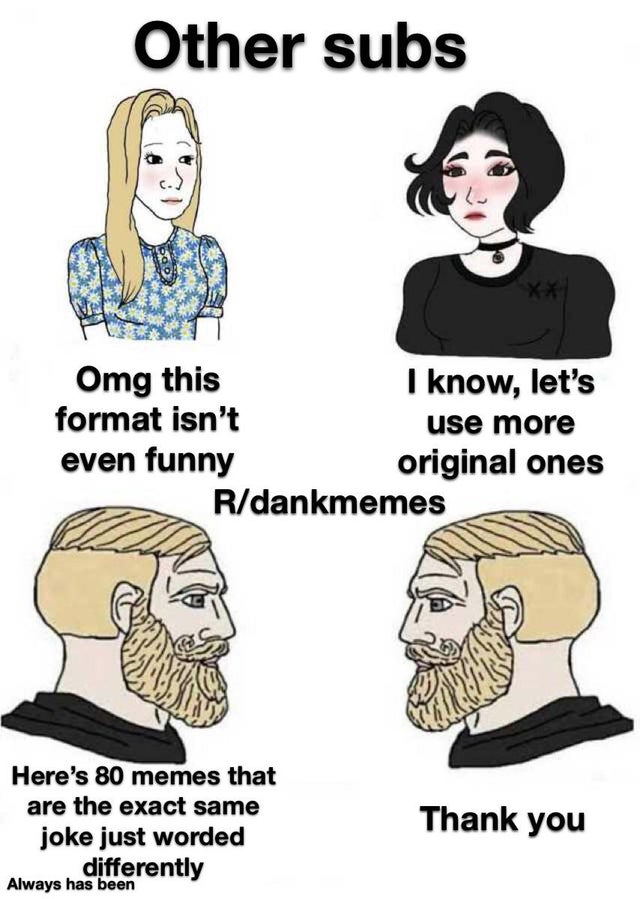 Other subs
Omg this
format isn't
even funny
I know, let's
use more
original ones
R/dankmemes
Here's 80 memes that
are the exact same
joke just worded
differently
Thank you
Always has been